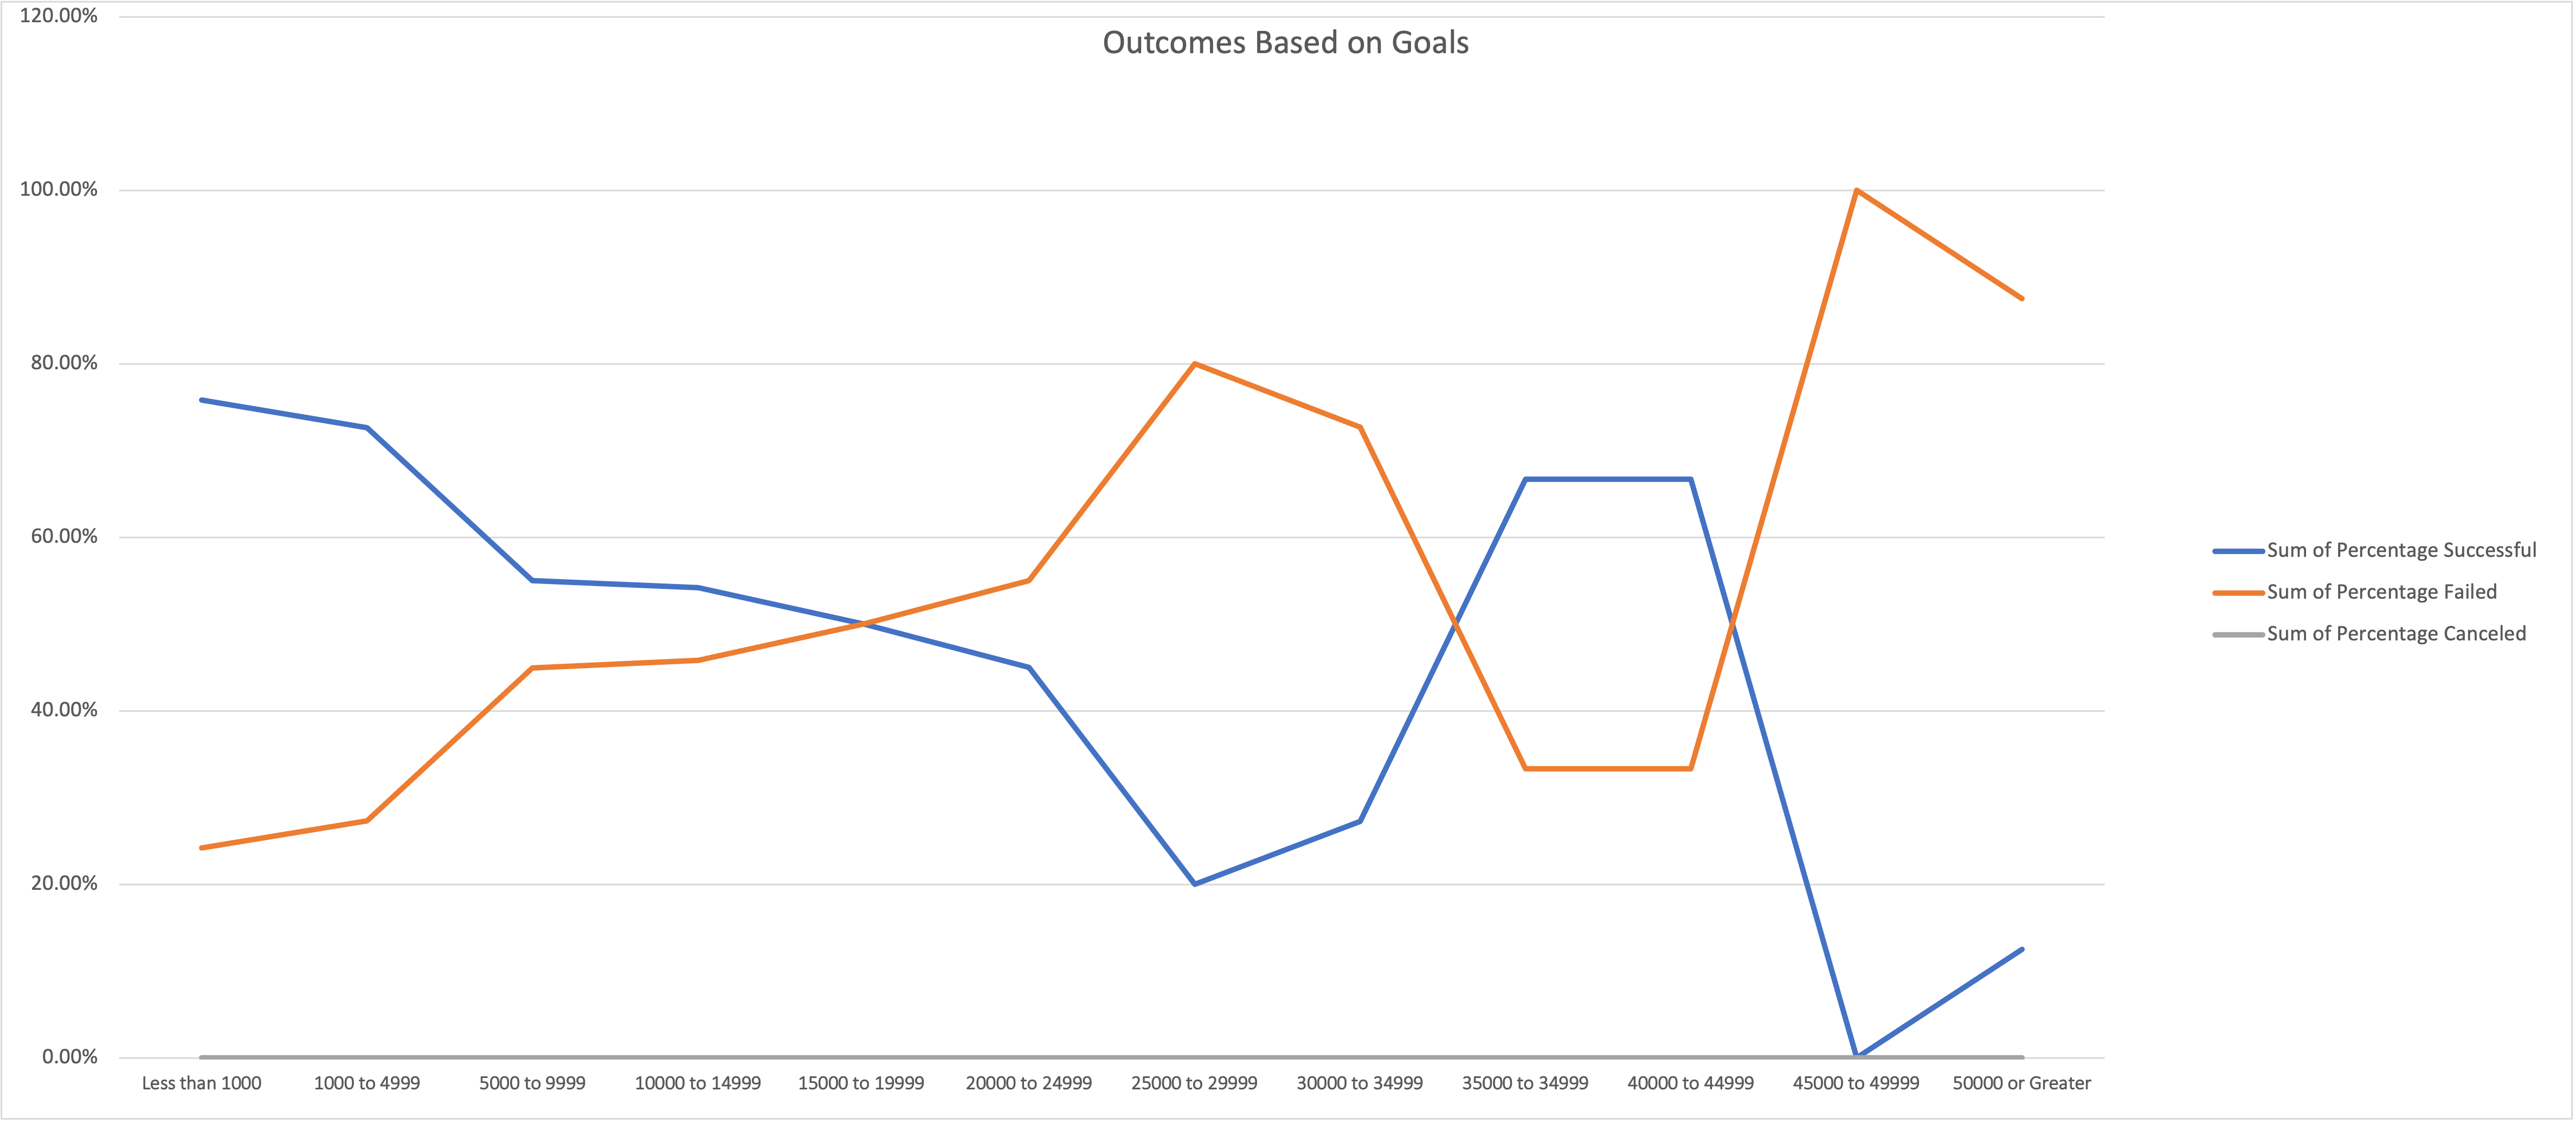 Outcomes Based on Goals
120.00%
100.00%
80.00%
60.00%
40.00%
20.00%
0.00%
Less than 1000
1000 to 4999
5000 to 9999
10000 to 14999
15000 to 19999
20000 to 24999
25000 to 29999
30000 to 34999
35000 to 34999
40000 to 44999
45000 to 49999
50000 or Greater
Sum of Percentage Successful
Sum of Percentage Failed
Sum of Percentage Canceled